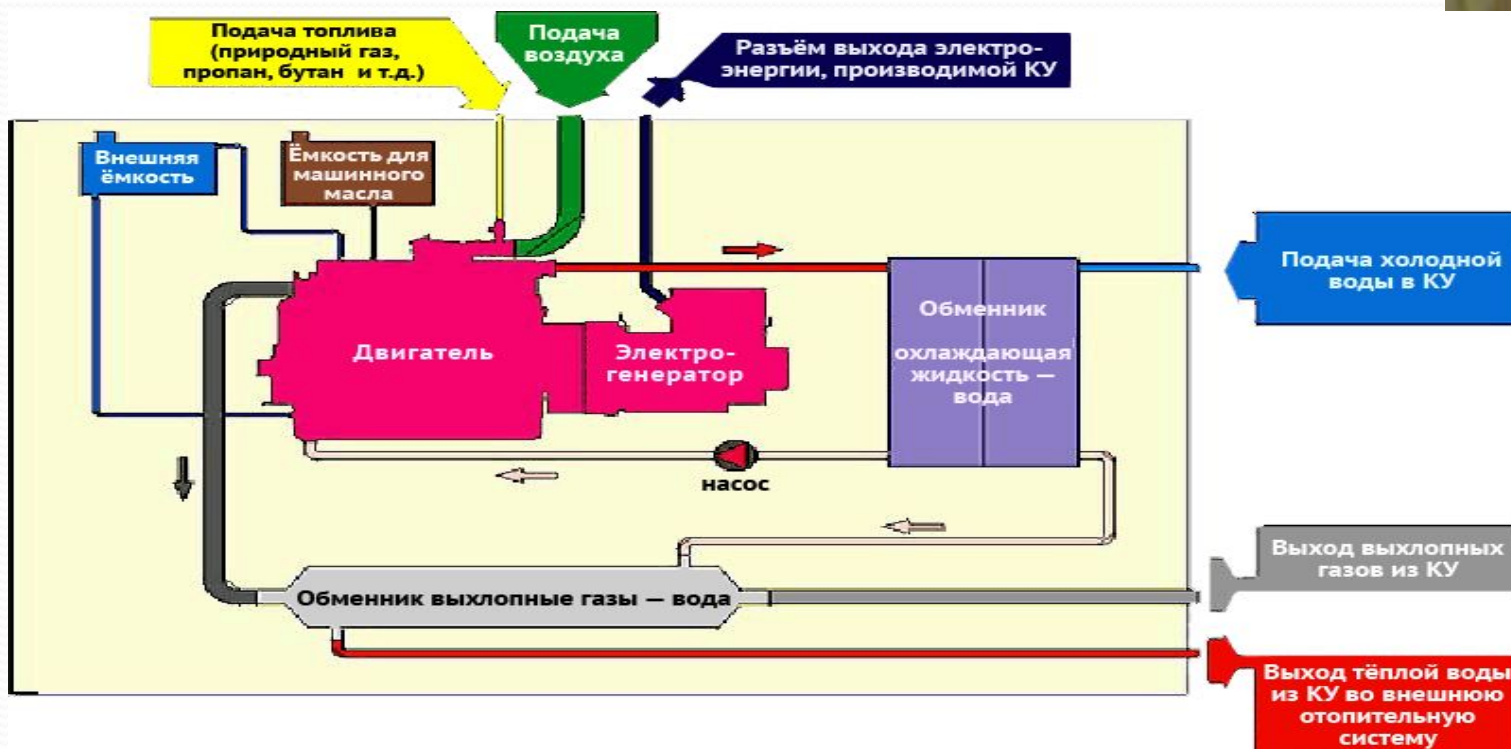 Подача топлива
(природный газ,
пропан, бутан и т.д.)
Подача
воздуха
Разъём выхода электро-
энергии, производимой КУ
Внешняя
ёмкость
Ёмкость для
машинного
масла
Подача холодной
воды в КУ
Двигатель
Электро-
генератор
Обменник
охлаждающая
жидкость —
вода
насос
Обменник выхлопные газы — вода
Выход выхлопных
газов из КУ
Выход тёплой воды
из КУ во внешнюю
отопительную
систему